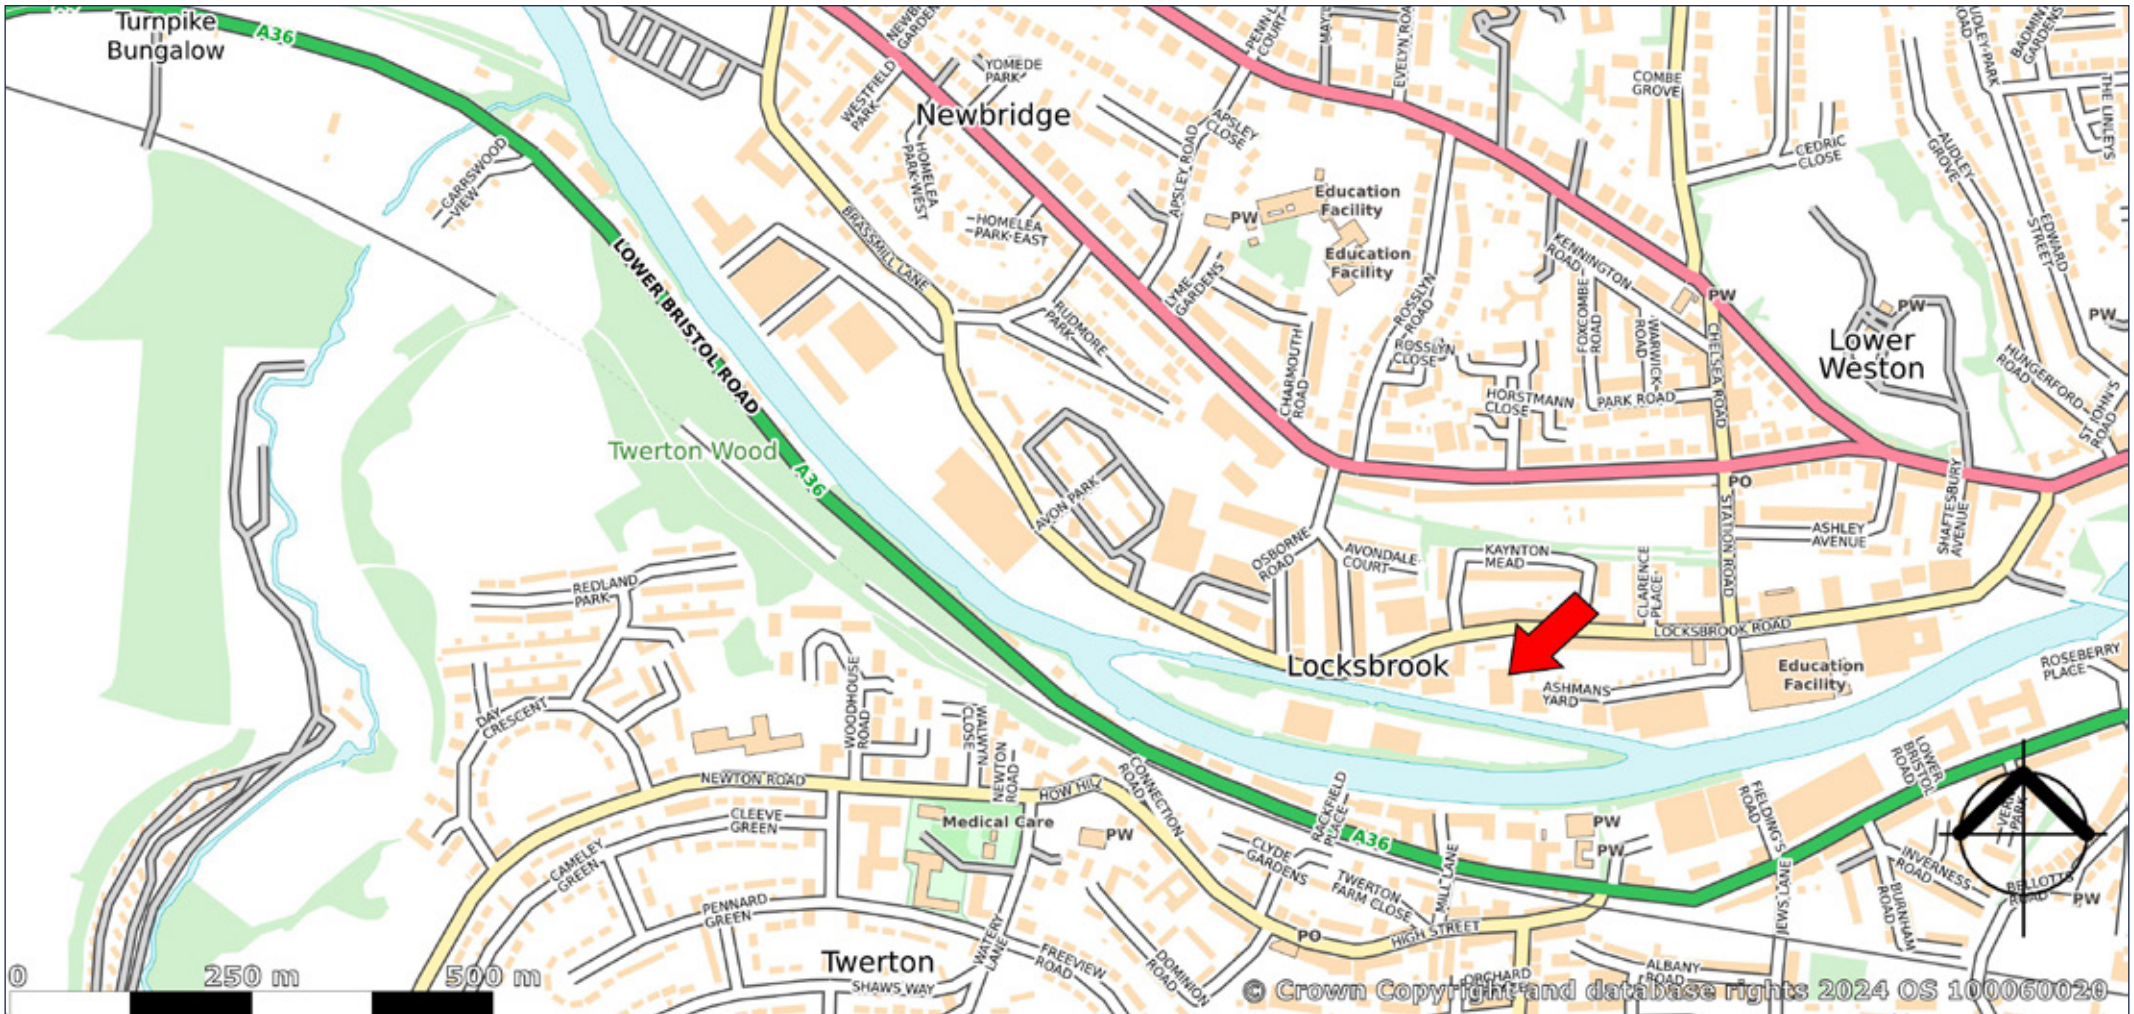 Turnpike
Bungalow
A36
NEWB
GARDEN
WESTFIELD
PARK
YOMEDE
PARK
Newbridge
PENN-L
COURT
MAY
EVELYN ROA
COMBE
GROVE
UDLEY-PARK
ROAD
BADMIN
GARDENS
THE LINLEYS
APSLEY
CLOSE
APSLEY ROAD
CEDRIC
CLOSE
AUDLEY
GROVE
CARRSWOOD
VIEW
HOMELEA
PARK-WEST
HOMELEA
PARK-EAST
PW
Education
Facility
Education
Facility
EDWARD
STREET
BRASSMILL LANE
LOWER BRISTOL ROAD
LYME
GARDENS
ROSSLYN
ROAD
KENNINGTON
ROAD
FOXCOMBE
ROAD
WARWICK
ROAD
PW
CHELSEA ROAD
PW
PW
Lower
Weston
RUDMORE
PARK
CHARMOUTH
ROAD
ROSSLYN
CLOSE
HORSTMANN
CLOSE
PARK ROAD
HUNGERFORD
ROAD
ST JOHN'S
ROAD
Twerton Wood
A36
AVON PARK
PO
STATION ROAD
ASHLEY
AVENUE
SHAFTESBURY
AVENUE
OSBORNE
ROAD
AVONDALE
COURT
KAYNTON
MEAD
CLARENCE
PLACE
REDLAND
PARK
LOCKSBROOK ROAD
Locksbrook
ASHMANS
YARD
Education
Facility
ROSEBERRY
PLACE
DAY
CRESCENT
WOODHOUSE
ROAD
WALWYN
CLOSE
NEWTON
ROAD
NEWTON ROAD
HOW HILL
CONNECTION
ROAD
RACKFIELD
PLACE
FIELDING'S
ROAD
LOWER
BRISTOL
ROAD
CLEEVE
GREEN
Medical Care
PW
A36
PW
PW
CAMELEY
GREEN
CLYDE
GARDENS
TWERTON
FARM CLOSE
MILL LANE
JEWS LANE
INVERNESS
ROAD
BURNHAM
ROAD
BELLOTTS
ROAD
PW
PENNARD
GREEN
WATERY
LANE
FREEVIEW
ROAD
DOMINION
ROAD
PO
HIGH STREET
Twerton
SHAWS WAY
ORCHARD
ALBANY
ROAD
0 250 m 500 m
© Crown Copyright and database rights 2024 OS 100060020